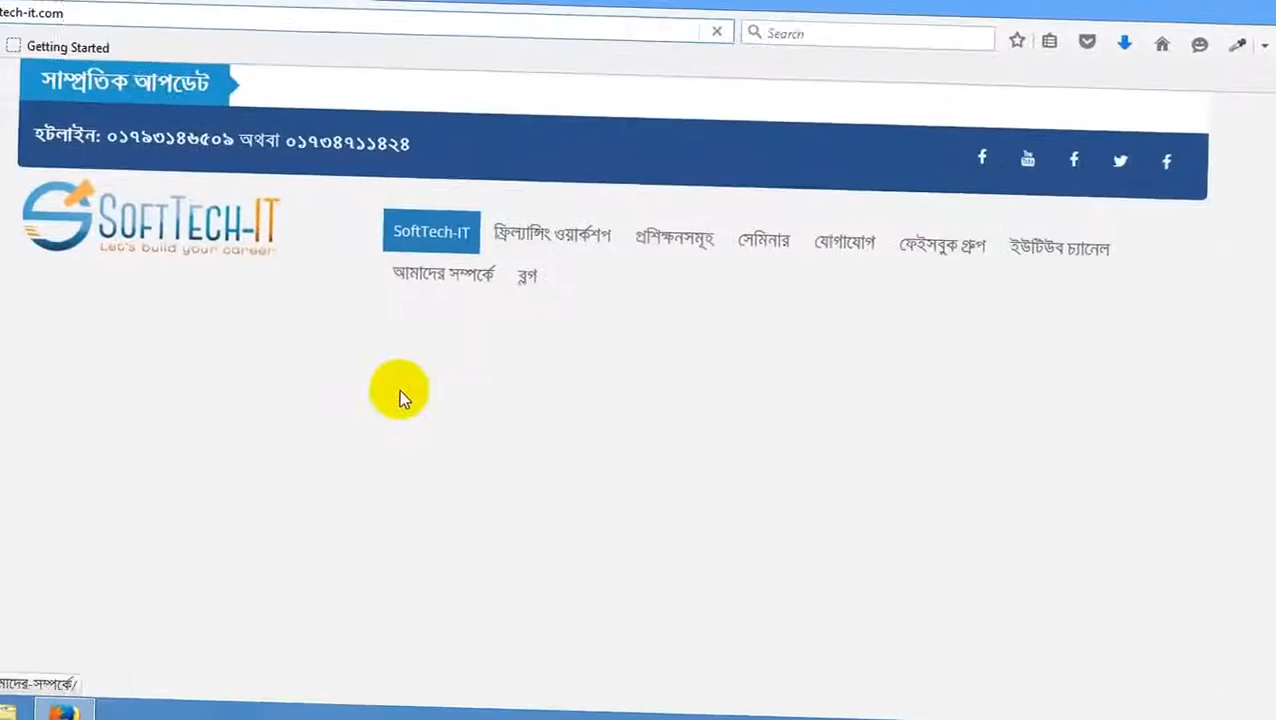 tech-it.com
Search
Getting Started
সাম্প্রতিক আপডেট
হটলাইন: ০১৭৯৩১৪৬৫০৯ অথবা ০১৭৩৪৭১১৪২৪
SOFTTECH-IT
Let's build your career
SoftTech-IT ফ্রিল্যান্সিং ওয়ার্কশপ প্রশিক্ষনসমূহ সেমিনার যোগাযোগ ফেইসবুক গ্রুপ ইউটিউব চ্যানেল
আমাদের সম্পর্কে ব্লগ
মাদের-সম্পর্কে/